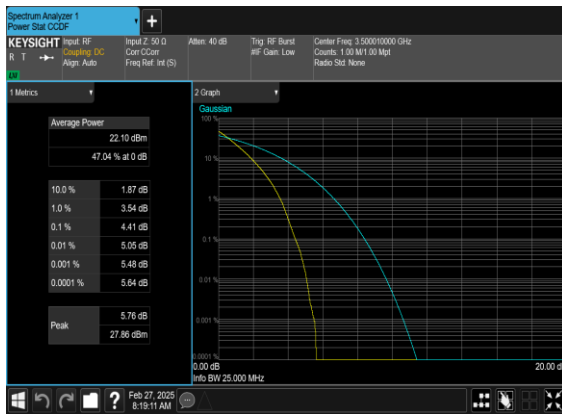 Spectrum Analyzer 1
Power Stat CCDF
KEYSIGHT
R T
Input: RF
Coupling: DC
Align: Auto
Input Z: 50 Ω
Corr CCorr
Freq Ref: Int (S)
Atten: 40 dB
Trig: RF Burst
#IF Gain: Low
Center Freq: 3.500010000 GHz
Counts: 1.00 M/1.00 Mpt
Radio Std: None
1 Metrics
Average Power
22.10 dBm
47.04 % at 0 dB
10.0 % 1.87 dB
1.0 % 3.54 dB
0.1 % 4.41 dB
0.01 % 5.05 dB
0.001 % 5.48 dB
0.0001 % 5.64 dB
Peak
5.76 dB
27.86 dBm
2 Graph
Gaussian
100 %
10 %
1 %
0.1 %
0.01 %
0.001 %
0.0001 %
0.00 dB
20.00 d
Info BW 25.000 MHz
Feb 27, 2025
8:19:11 AM